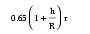 0.65 (1 + h/R) r